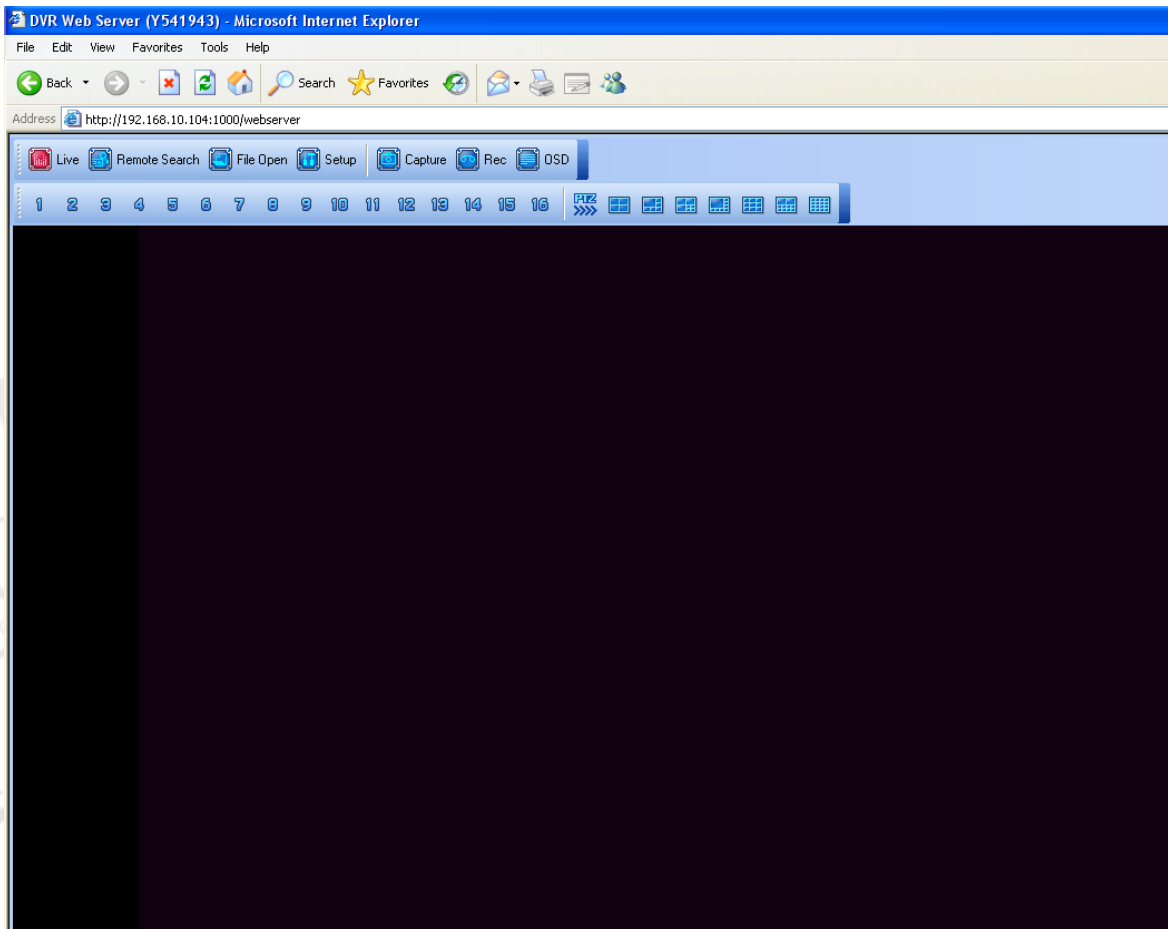 DVR Web Server (Y541943) - Microsoft Internet Explorer
File Edit View Favorites Tools Help
Back Search Favorites
Address http://192.168.10.104:1000/webserver
Live Remote Search File Open Setup Capture Rec OSD
1 2 3 4 5 6 7 8 9 10 11 12 13 14 15 16 PTZ